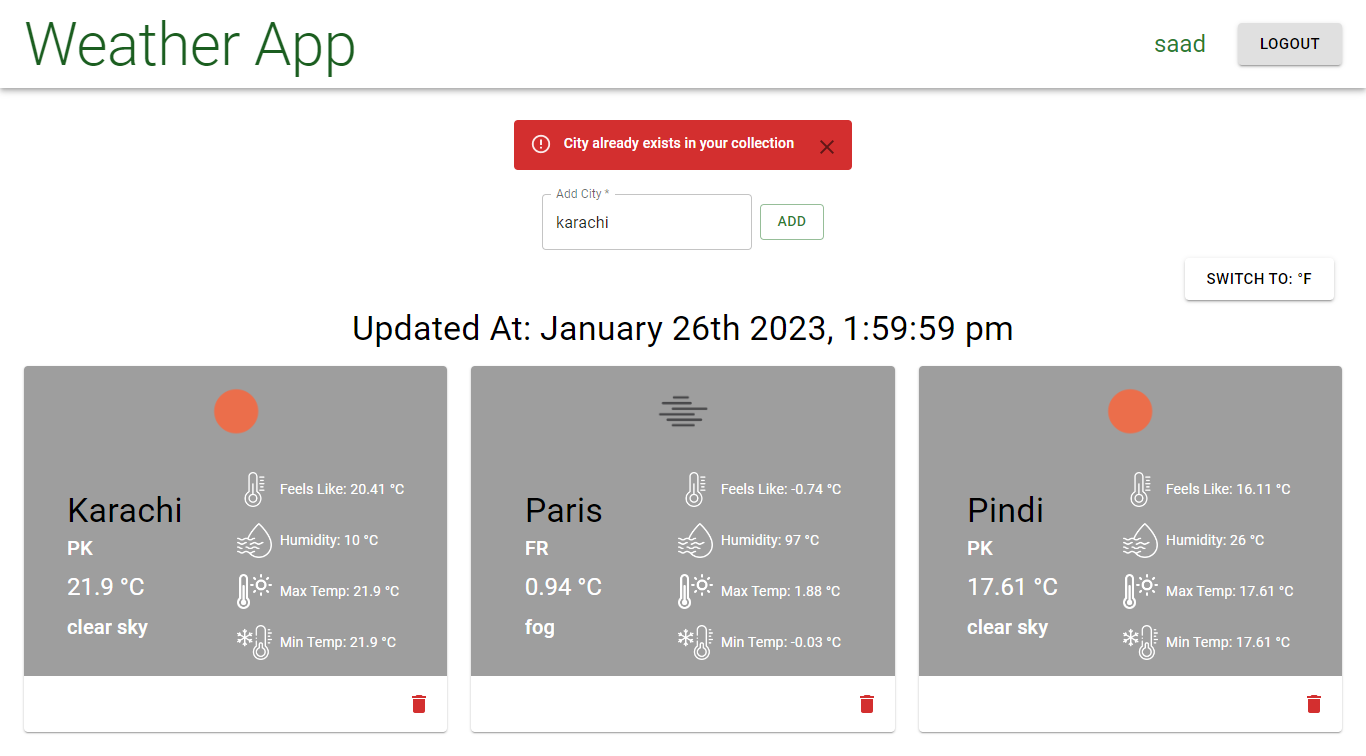 Weather App
saad
LOGOUT
City already exists in your collection
Add City *
karachi
ADD
SWITCH TO: °F
Updated At: January 26th 2023, 1:59:59 pm
Karachi
PK
21.9 °C
clear sky
Feels Like: 20.41 °C
Humidity: 10 °C
Max Temp: 21.9 °C
Min Temp: 21.9 °C
Paris
FR
0.94 °C
fog
Feels Like: -0.74 °C
Humidity: 97 °C
Max Temp: 1.88 °C
Min Temp: -0.03 °C
Pindi
PK
17.61 °C
clear sky
Feels Like: 16.11 °C
Humidity: 26 °C
Max Temp: 17.61 °C
Min Temp: 17.61 °C